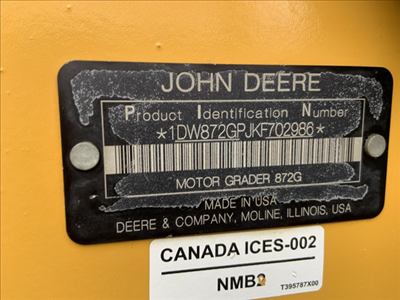 JOHN DEERE
Product Identification Number
*1DW872GPJKF702986*
MOTOR GRADER 872G
MADE IN USA
DEERE & COMPANY, MOLINE, ILLINOIS, USA
CANADA ICES-002
NMB2
T395787X00